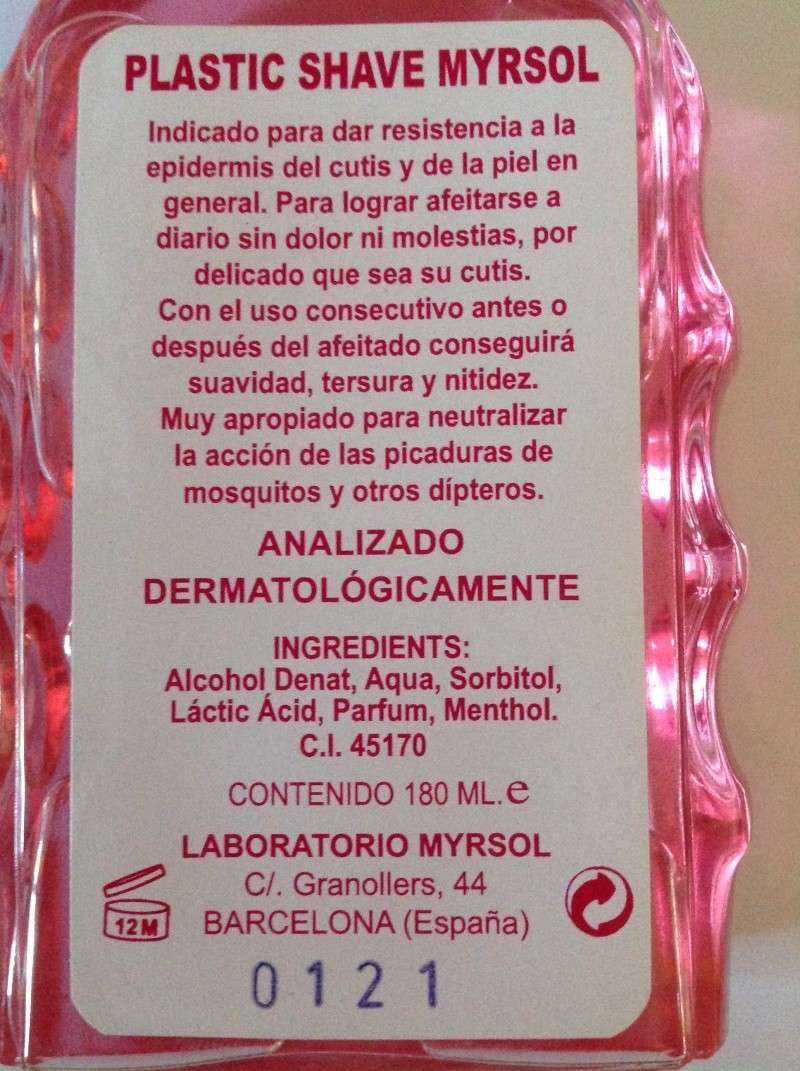 PLASTIC SHAVE MYRSOL
Indicado para dar resistencia a la
epidermis del cutis y de la piel en
general. Para lograr afeitarse a
diario sin dolor ni molestias, por
delicado que sea su cutis.
Con el uso consecutivo antes o
después del afeitado conseguirá
suavidad, tersura y nitidez.
Muy apropiado para neutralizar
la acción de las picaduras de
mosquitos y otros dípteros.
ANALIZADO
DERMATOLÓGICAMENTE
INGREDIENTS:
Alcohol Denat, Aqua, Sorbitol,
Láctic Ácid, Parfum, Menthol.
C.I. 45170
CONTENIDO 180 ML. e
LABORATORIO MYRSOL
C/. Granollers, 44
BARCELONA (España)
12M
0121